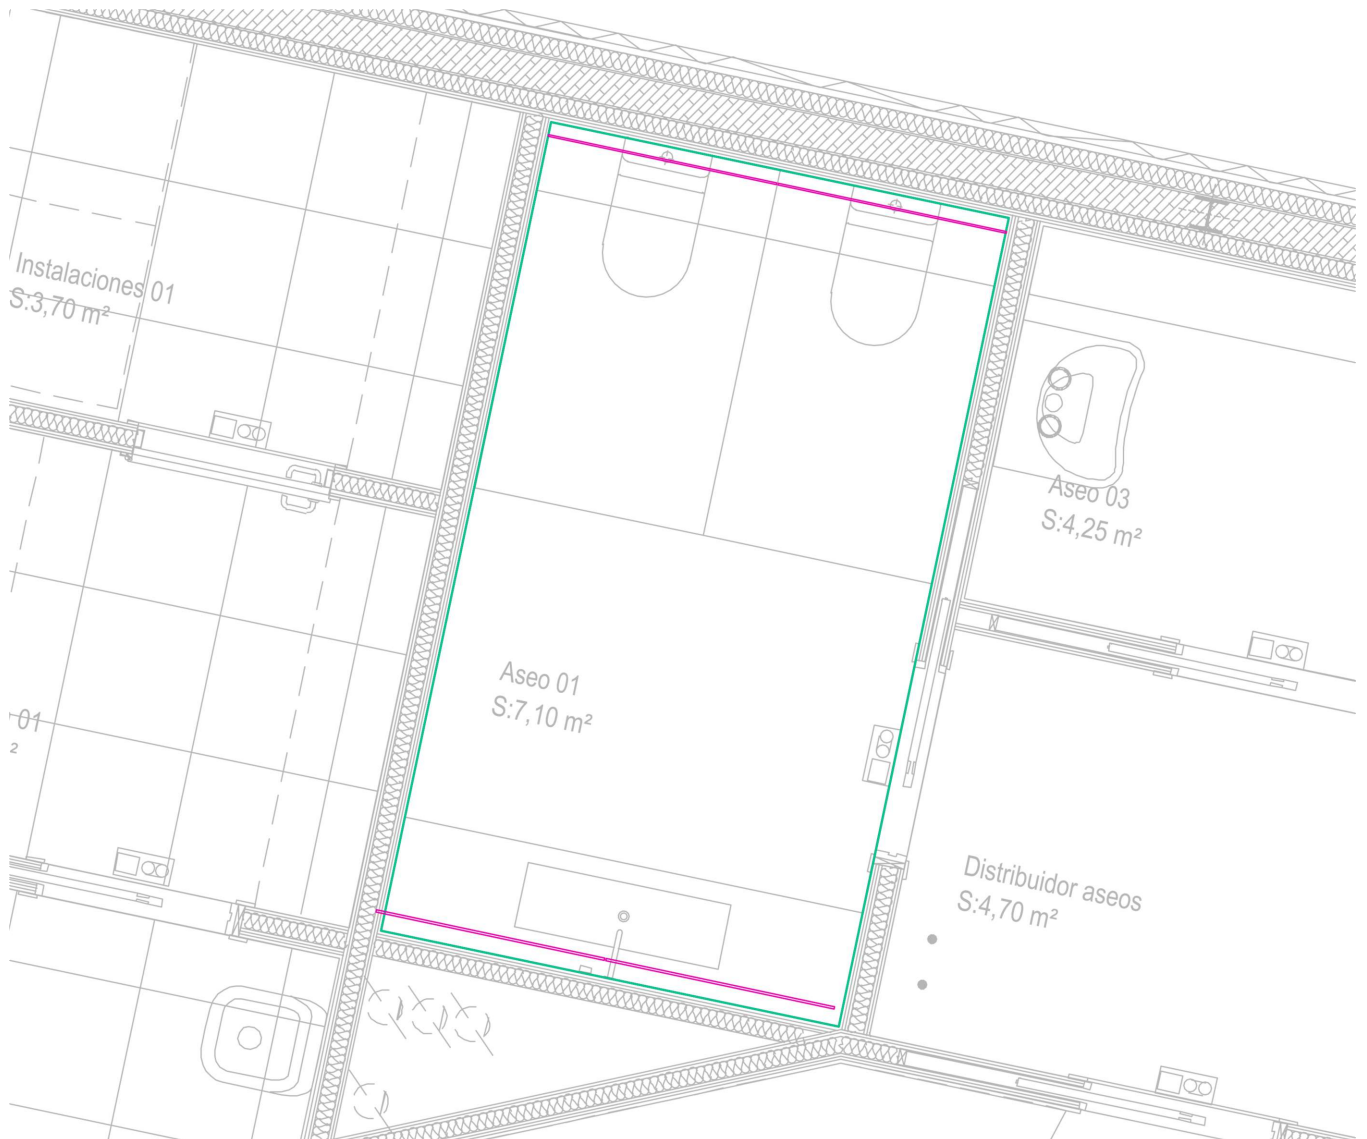 Instalaciones 01
S:3,70 m²
Aseo 03
S:4,25 m²
Aseo 01
S:7,10 m²
01
²
Distribuidor aseos
S:4,70 m²